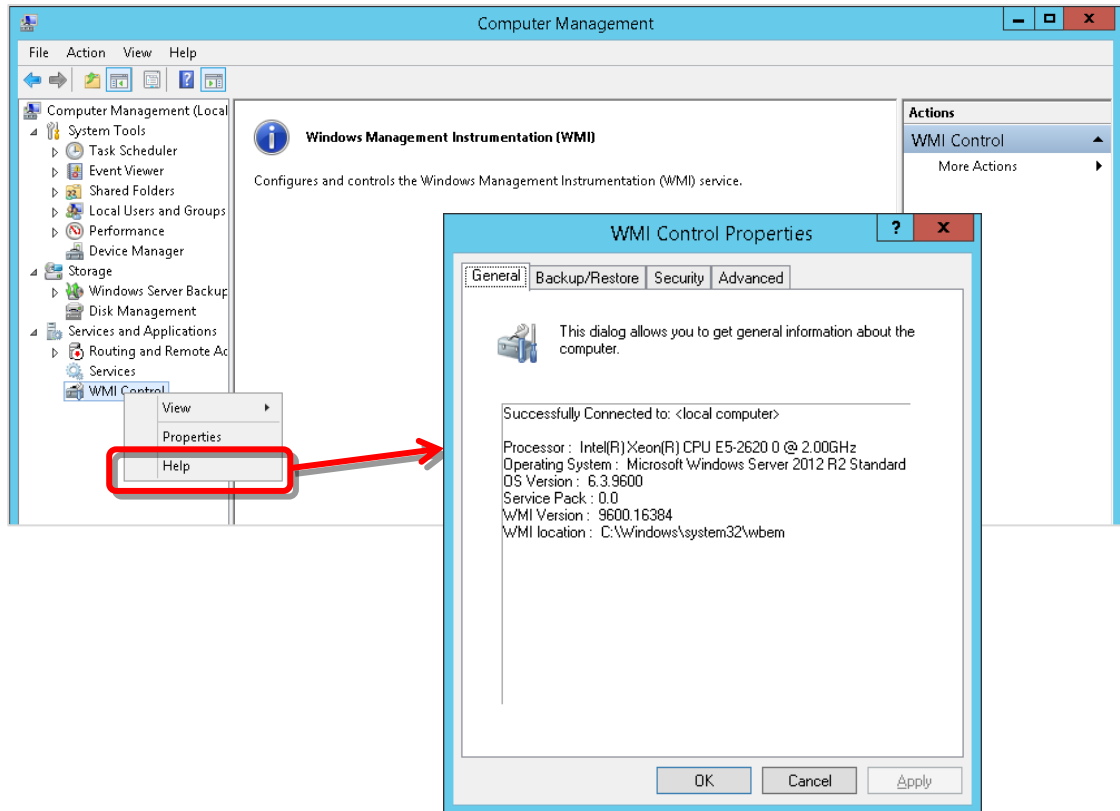 Computer Management
File Action View Help
Computer Management (Local
System Tools
Task Scheduler
Event Viewer
Shared Folders
Local Users and Groups
Performance
Device Manager
Storage
Windows Server Backup
Disk Management
Services and Applications
Routing and Remote Ac
Services
WMI Control
View
Properties
Help
Windows Management Instrumentation (WMI)
Configures and controls the Windows Management Instrumentation (WMI) service.
Actions
WMI Control
More Actions
WMI Control Properties
General Backup/Restore Security Advanced
This dialog allows you to get general information about the
computer.
Successfully Connected to: <local computer>
Processor : Intel(R) Xeon(R) CPU E5-2620 0 @ 2.00GHz
Operating System : Microsoft Windows Server 2012 R2 Standard
OS Version : 6.3.9600
Service Pack : 0.0
WMI Version : 9600.16384
WMI location : C:\Windows\system32\wbem
OK Cancel Apply